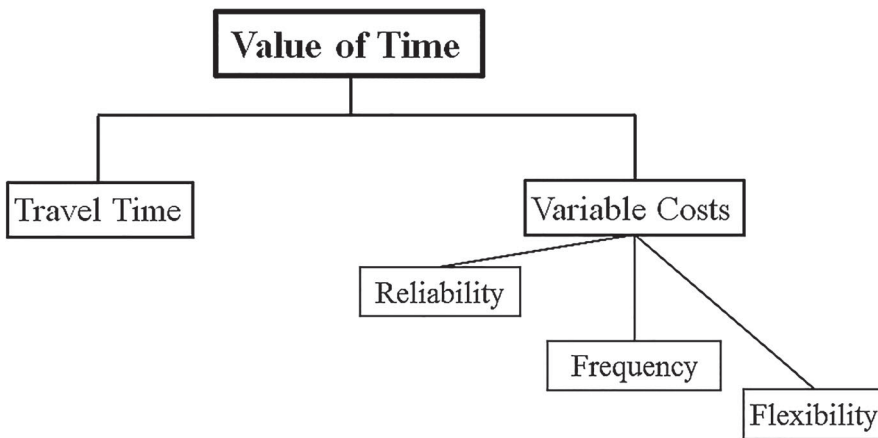 Value of Time
Travel Time
Variable Costs
Reliability
Frequency
Flexibility